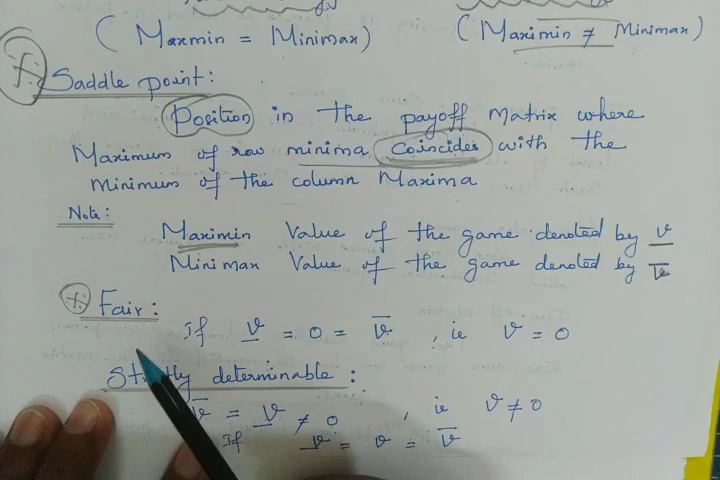 ( Maxmin = Minimax)
( Maximin ≠ Minimax)
* Saddle point:
Position in the payoff Matrix where
Maximum of row minima coincides with the
minimum of the column Maxima
Note:
Maximin Value of the game denoted by v̲
Minimax Value of the game denoted by v̅
* Fair:
If v̲ = 0 = v̅ , ie v = 0
determinable :
v̅ = v̲ ≠ 0 , ie v ≠ 0
If v̲ = v = v̅